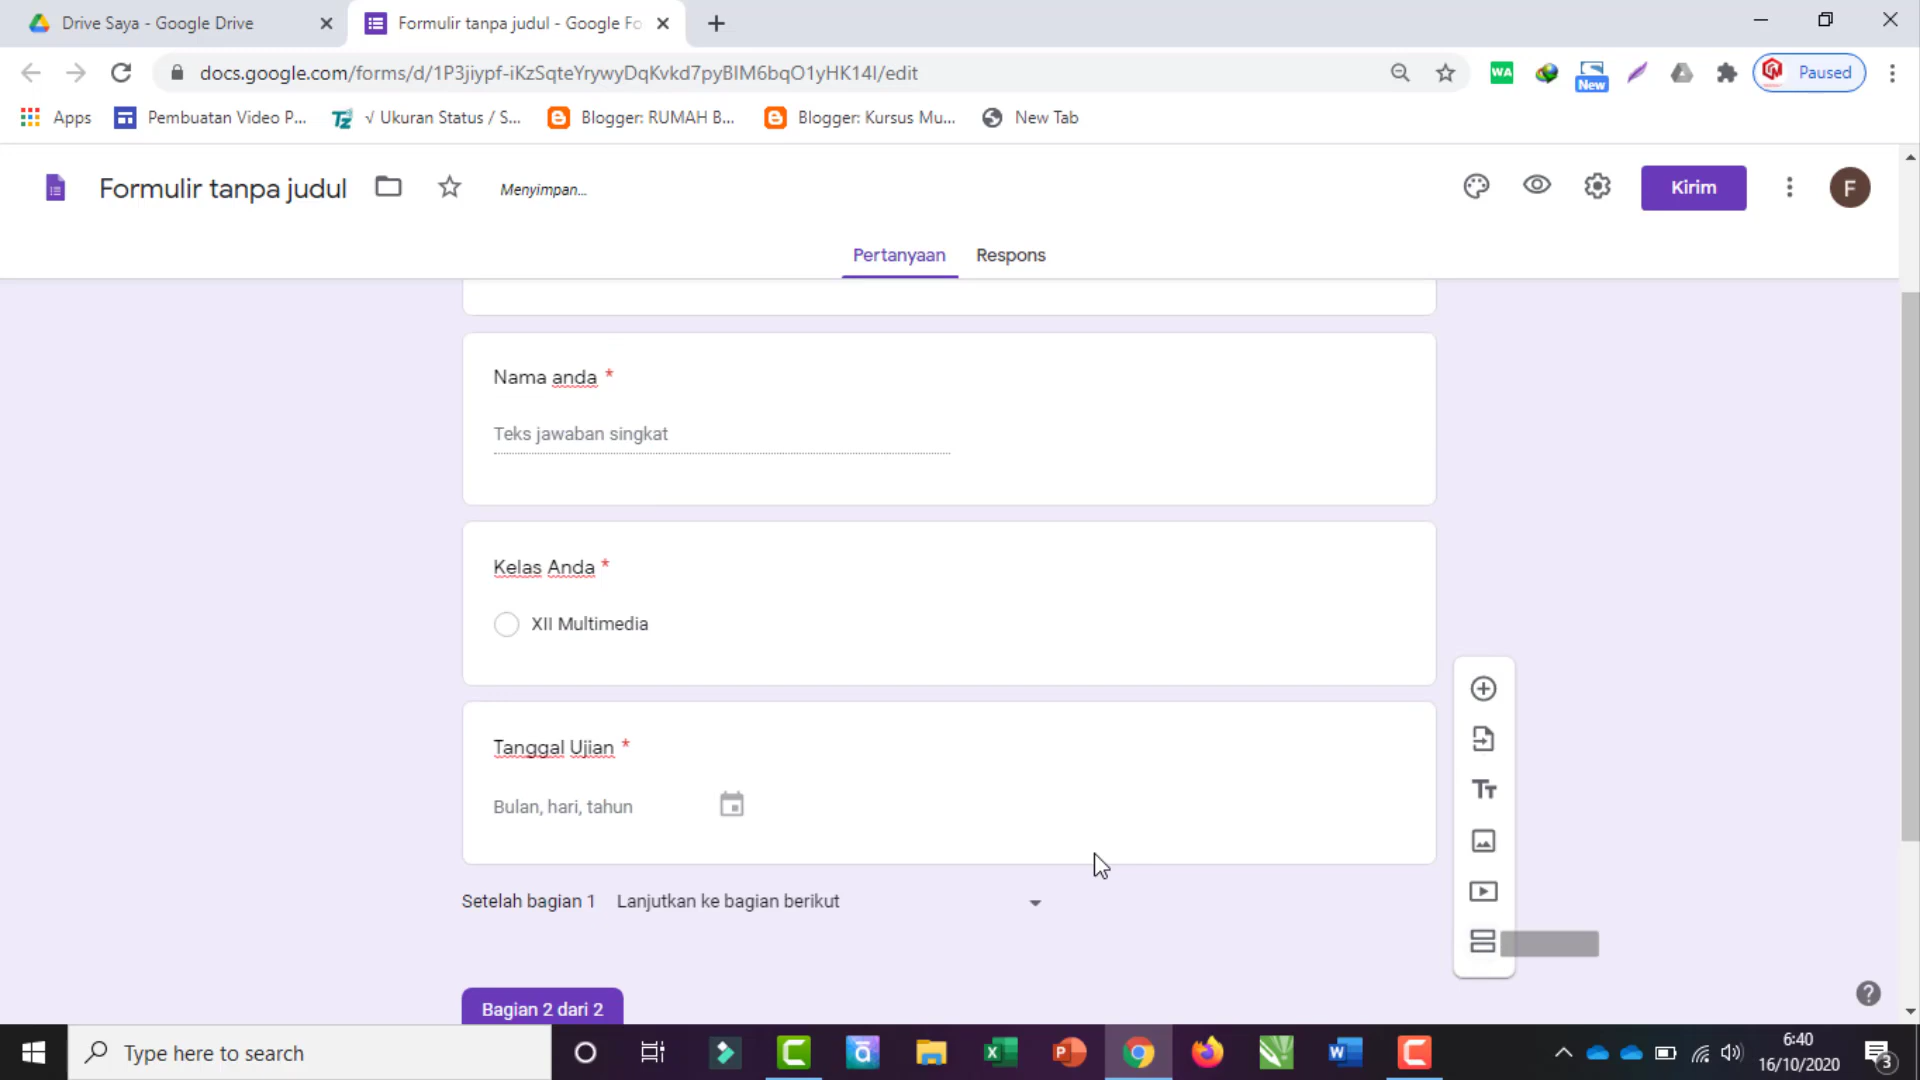 Drive Saya - Google Drive
Formulir tanpa judul - Google Fo
docs.google.com/forms/d/1P3jiypf-iKzSqteYrywyDqKvkd7pyBIM6bqO1yHK14I/edit
WA
New
Paused
Apps
Pembuatan Video P...
√ Ukuran Status / S...
Blogger: RUMAH B...
Blogger: Kursus Mu...
New Tab
Formulir tanpa judul
Menyimpan...
Kirim
F
Pertanyaan
Respons
Nama anda *
Teks jawaban singkat
Kelas Anda *
XII Multimedia
Tanggal Ujian *
Bulan, hari, tahun
Setelah bagian 1 Lanjutkan ke bagian berikut
Bagian 2 dari 2
Type here to search
6:40
16/10/2020
3